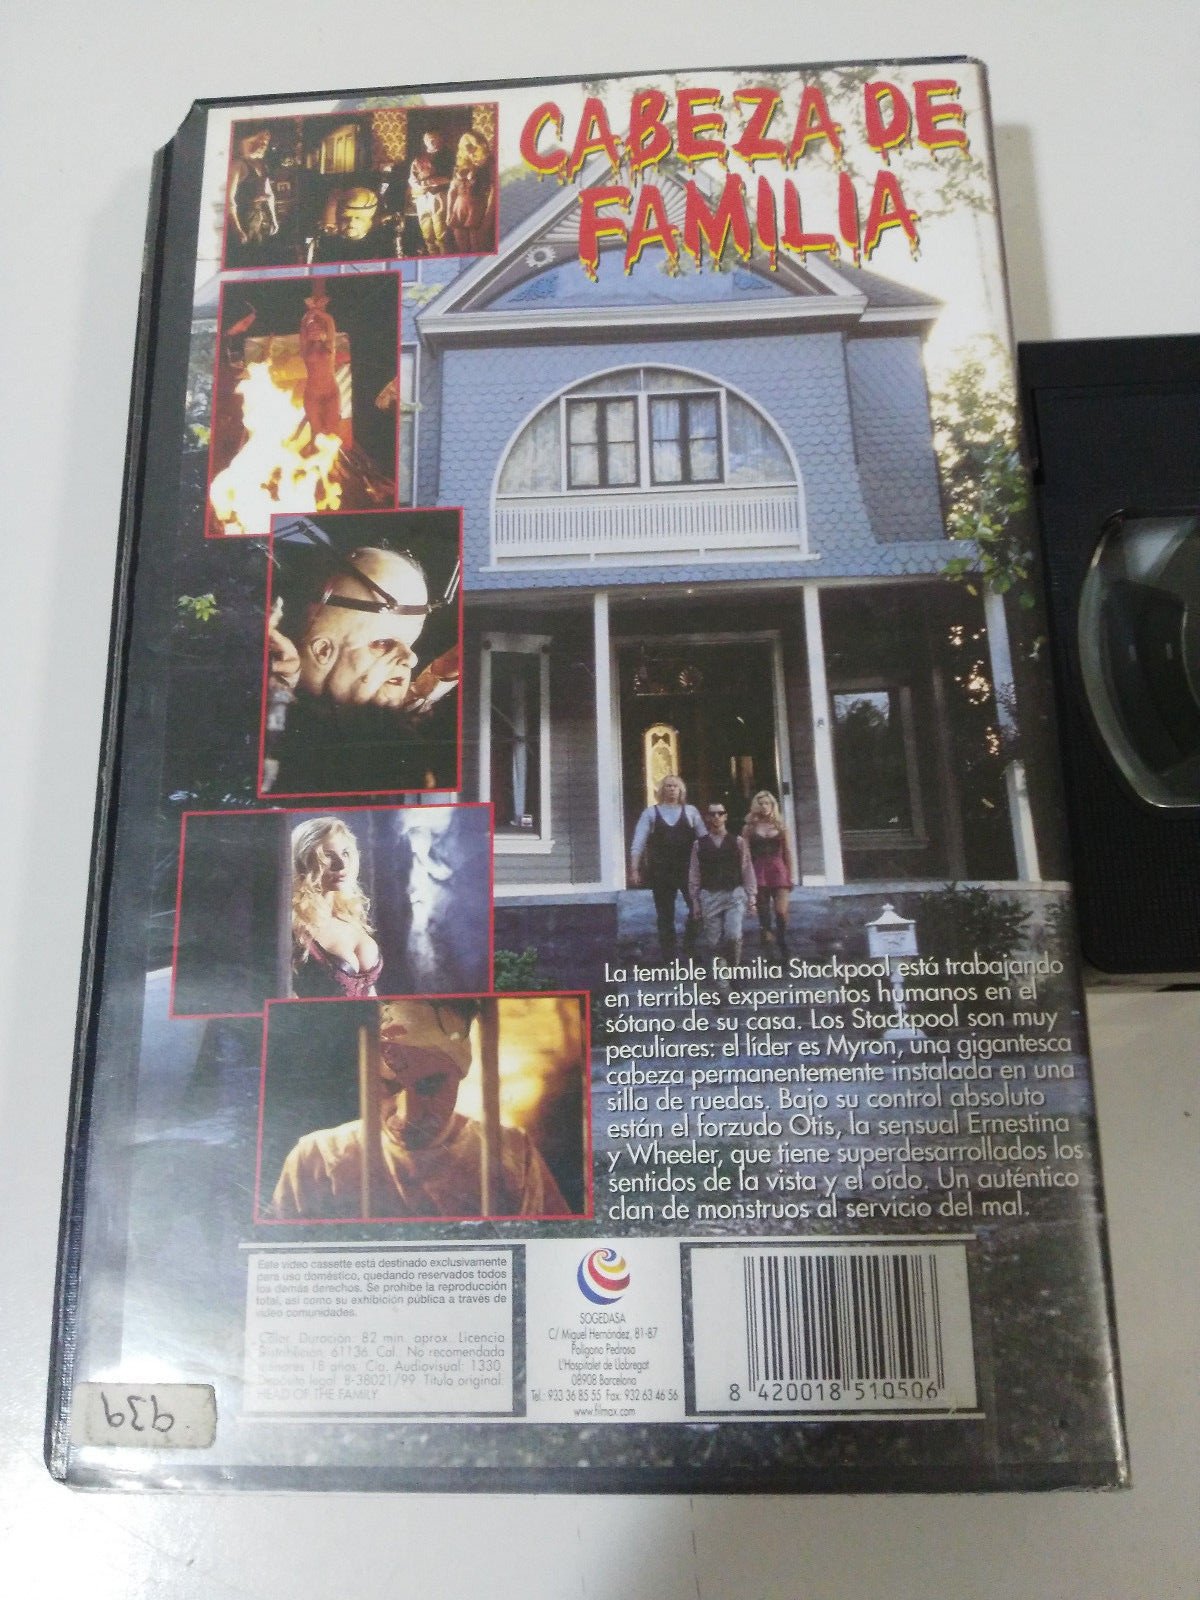 CABEZA DE
FAMILIA
La temible familia Stackpool está trabajando
en terribles experimentos humanos en el
sótano de su casa. Los Stackpool son muy
peculiares: el líder es Myron, una gigantesca
cabeza permanentemente instalada en una
silla de ruedas. Bajo su control absoluto
están el forzudo Otis, la sensual Ernestina
y Wheeler, que tiene superdesarrollados los
sentidos de la vista y el oído. Un auténtico
clan de monstruos al servicio del mal.
Este video cassette está destinado exclusivamente
para uso doméstico, quedando reservados todos
los demás derechos. Se prohibe la reproducción
total, así como su exhibición pública a través de
video comunidades.
Color. Duración: 82 min. aprox. Licencia
Distribución: 61136. Cal. No recomendada
menores 18 años. Cia. Audiovisual: 1330.
Depósito legal: B-38021/99. Título original:
HEAD OF THE FAMILY
SOGEDASA
C/ Miguel Hernández, 81-87
Polígono Pedrosa
L'Hospitalet de Llobregat
08908 Barcelona
Tel.: 933 36 85 55 Fax: 932 63 46 56
www.filmax.com
8 420018 510506
939